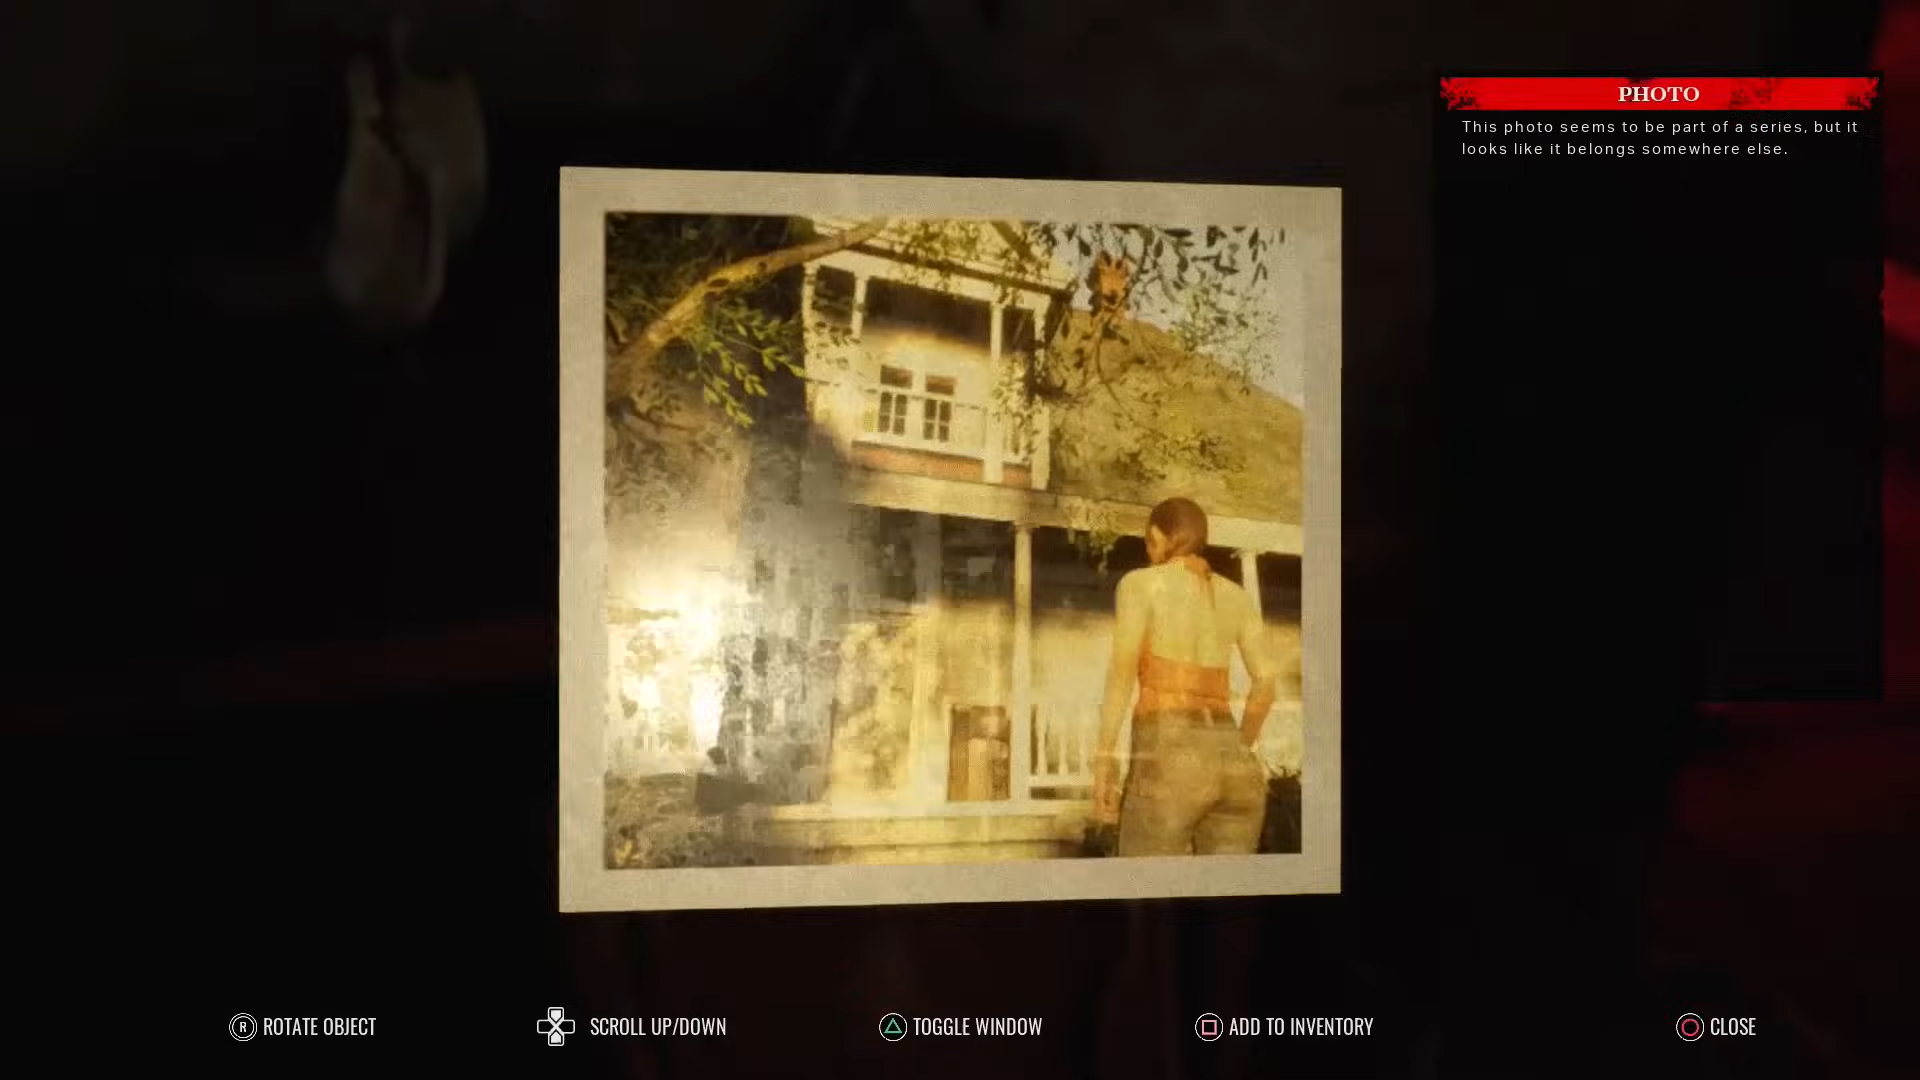 PHOTO
This photo seems to be part of a series, but it
looks like it belongs somewhere else.
R ROTATE OBJECT
SCROLL UP/DOWN
TOGGLE WINDOW
ADD TO INVENTORY
CLOSE